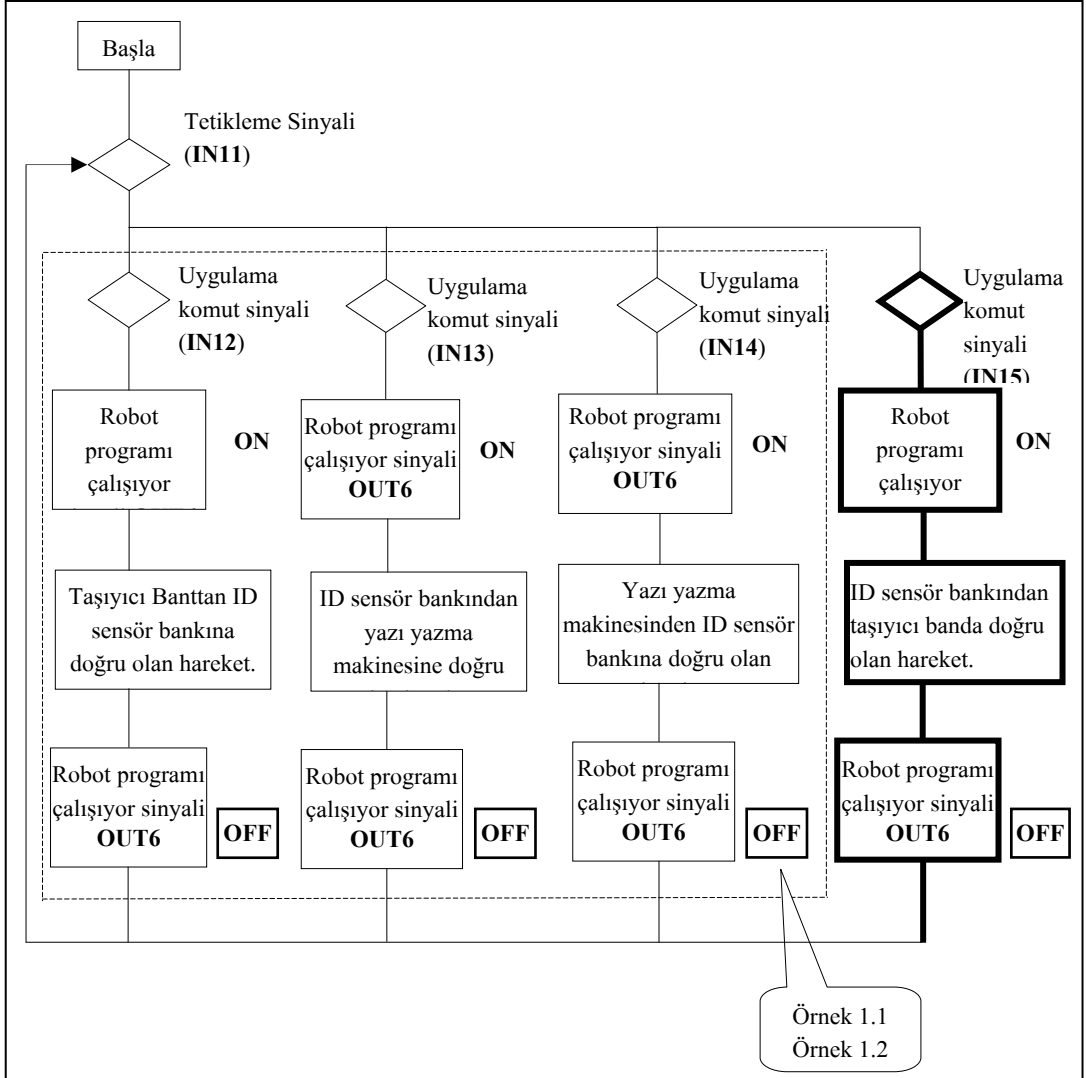 Başla
Tetikleme Sinyali
(IN11)
Uygulama
komut sinyali
(IN12)
Uygulama
komut sinyali
(IN13)
Uygulama
komut sinyali
(IN14)
Uygulama
komut
sinyali
(IN15)
Robot
programı
çalışıyor
ON
Robot programı
çalışıyor sinyali
OUT6
ON
Robot programı
çalışıyor sinyali
OUT6
ON
Robot
programı
çalışıyor
ON
Taşıyıcı Banttan ID
sensör bankına
doğru olan hareket.
ID sensör bankından
yazı yazma
makinesine doğru
Yazı yazma
makinesinden ID sensör
bankına doğru olan
ID sensör bankından
taşıyıcı banda doğru
olan hareket.
Robot programı
çalışıyor sinyali
OUT6
OFF
Robot programı
çalışıyor sinyali
OUT6
OFF
Robot programı
çalışıyor sinyali
OUT6
OFF
Robot programı
çalışıyor sinyali
OUT6
OFF
Örnek 1.1
Örnek 1.2